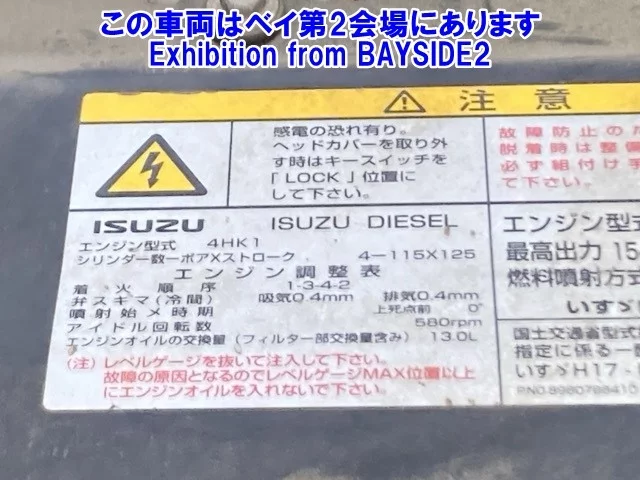 この車両はベイ第2会場にあります
Exhibition from BAYSIDE2
注意
感電の恐れ有り。
ヘッドカバーを取り外
す時はキースイッチを
「LOCK」位置に
して下さい。
故障防止のた
脱着時は整備
必ず組付け手
て下さい。
ISUZU ISUZU DIESEL
エンジン型式 4HK1
シリンダー数ーボアXストローク 4－115X125
エンジン調整表
着火順序 1-3-4-2
弁スキマ(冷間) 吸気0.4mm 排気0.4mm
噴射始メ時期 上死点前 0°
アイドル回転数 580rpm
エンジンオイルの交換量(フィルター部交換量含み) 13.0L
(注)レベルゲージを抜いて注入して下さい。
故障の原因となるのでレベルゲージMAX位置以上
にエンジンオイルを入れないで下さい。
エンジン型式
最高出力 15
燃料噴射方式
いすゞ
国土交通省型式
指定に係る一
いすゞH17-
P.NO.8980798410